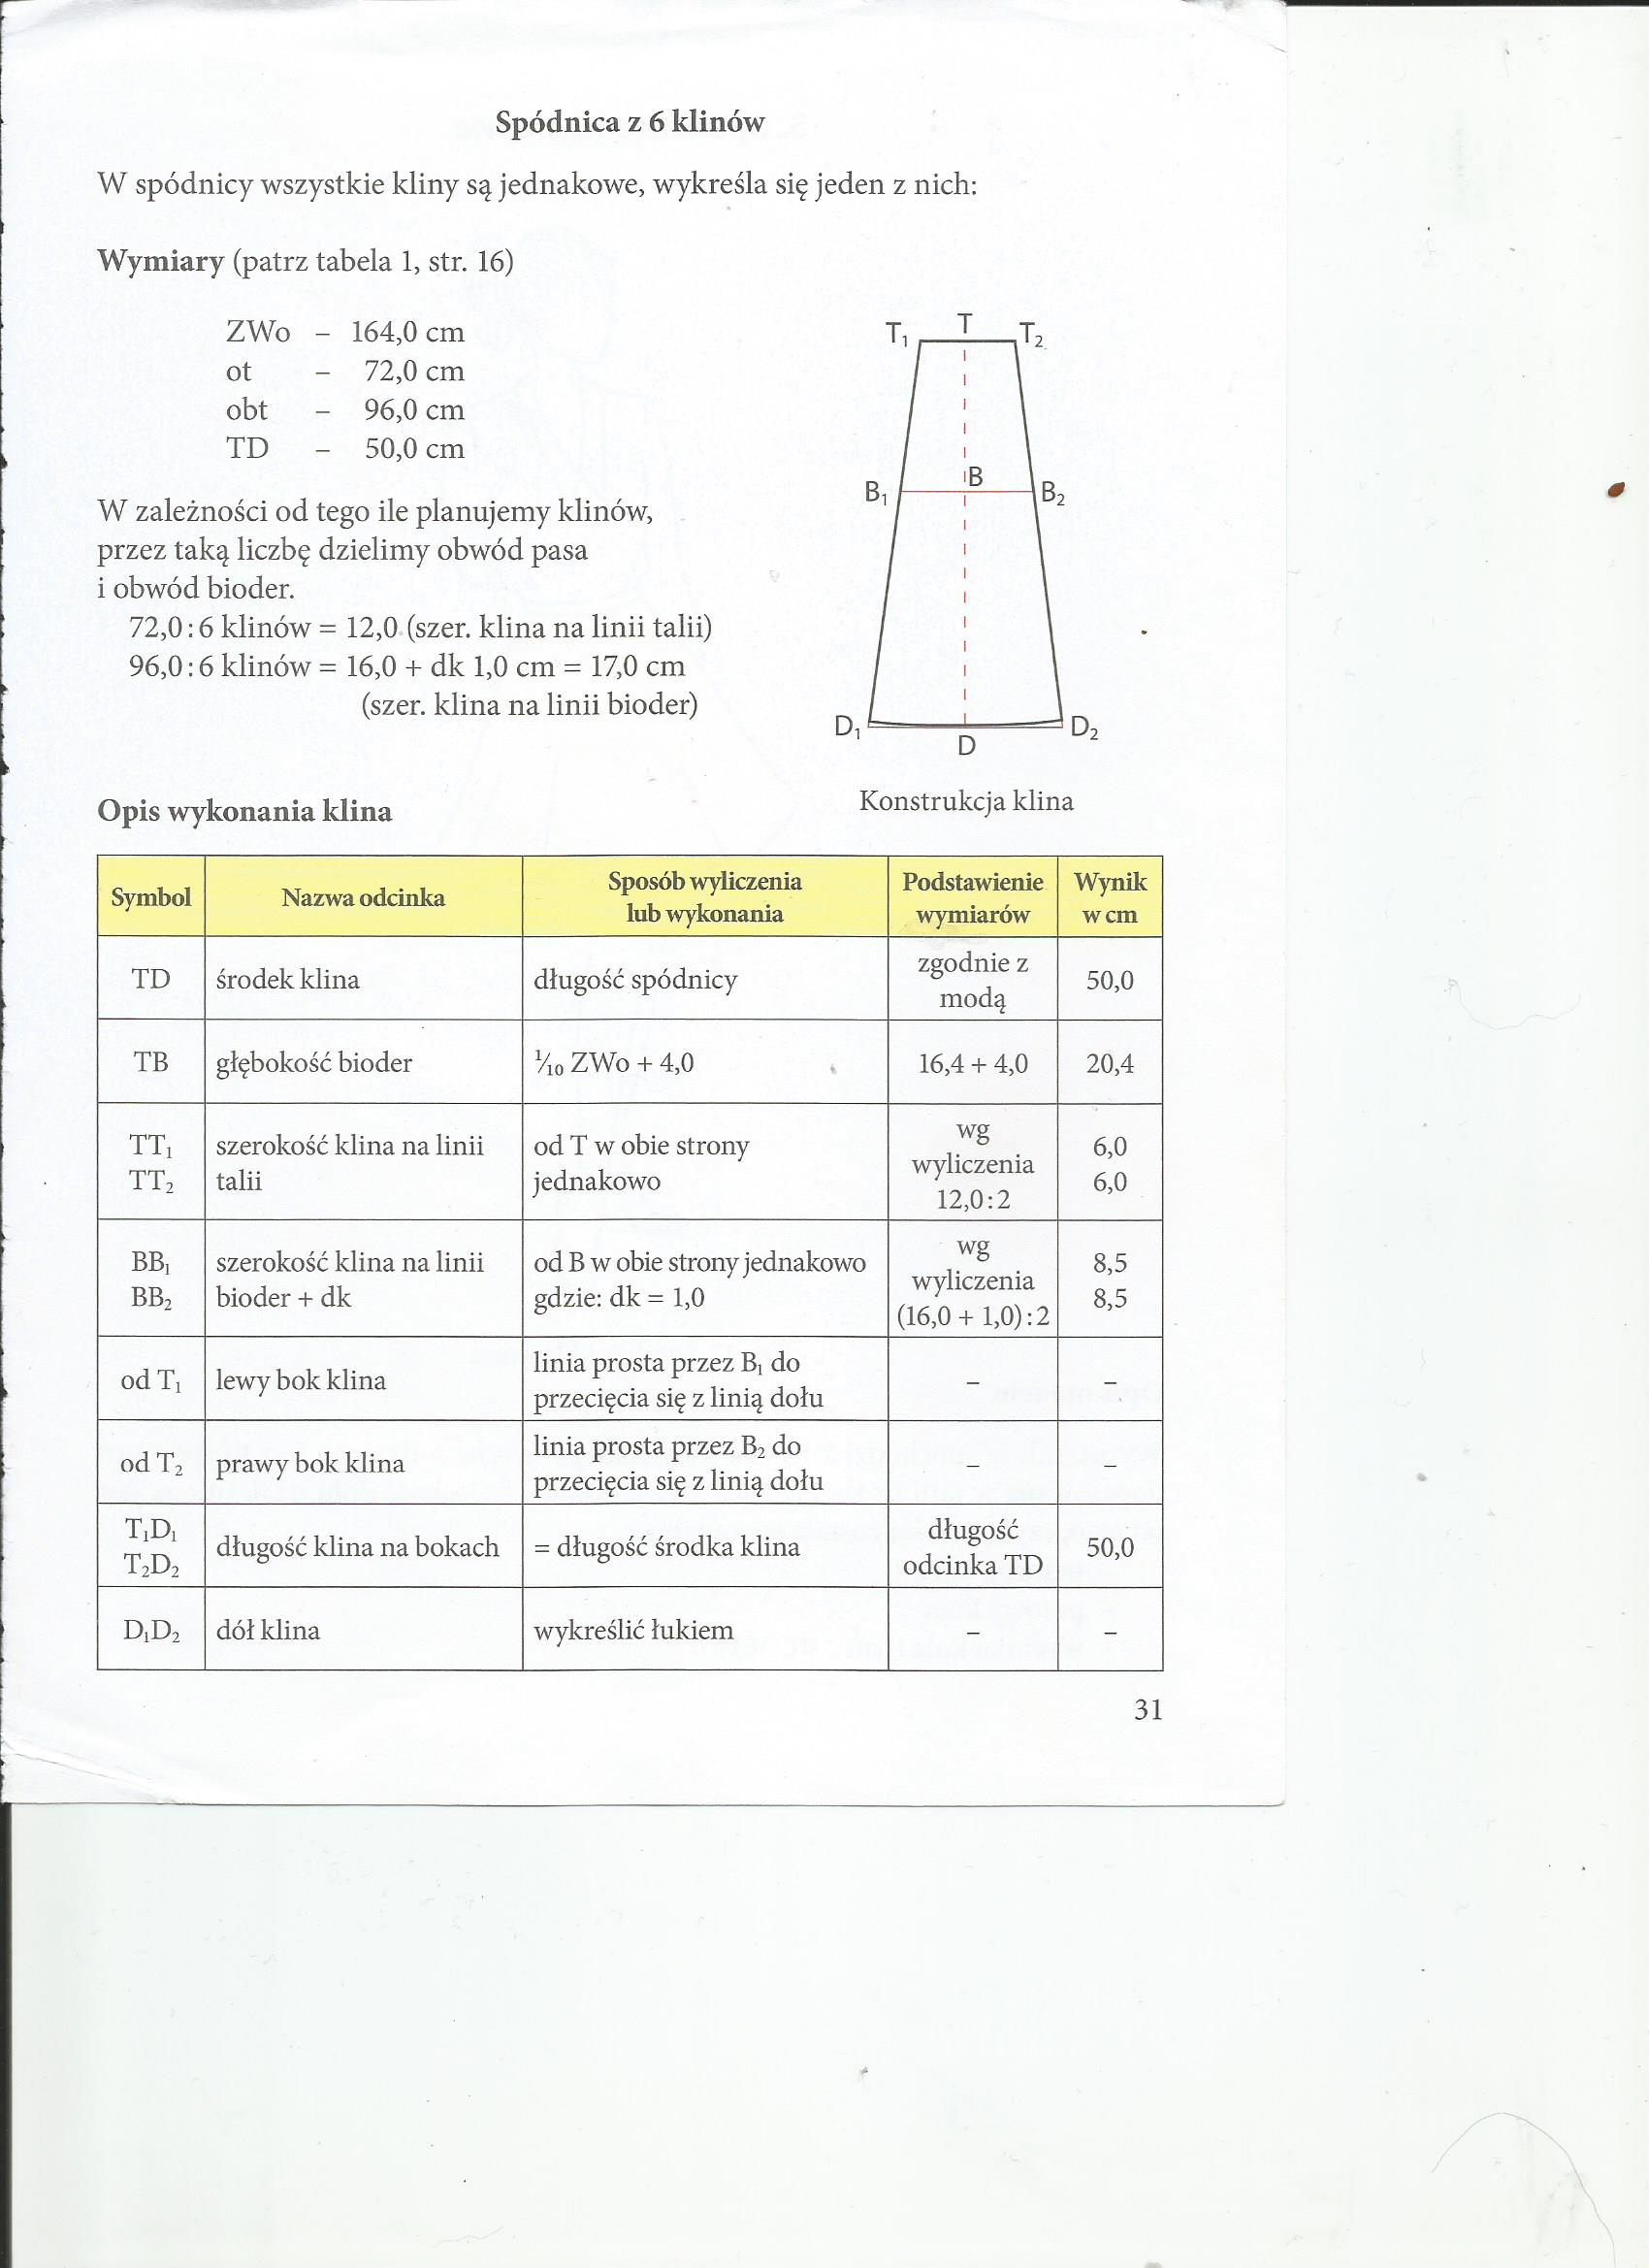 Spódnica z 6 klinów
W spódnicy wszystkie kliny są jednakowe, wykreśla się jeden z nich:
Wymiary (patrz tabela 1, str. 16)
ZWo – 164,0 cm
ot – 72,0 cm
obt – 96,0 cm
TD – 50,0 cm
W zależności od tego ile planujemy klinów,
przez taką liczbę dzielimy obwód pasa
i obwód bioder.
72,0 : 6 klinów = 12,0 (szer. klina na linii talii)
96,0 : 6 klinów = 16,0 + dk 1,0 cm = 17,0 cm
(szer. klina na linii bioder)
T₁ T T₂
B₁ B B₂
D₁ D D₂
Konstrukcja klina
Opis wykonania klina
Symbol
Nazwa odcinka
Sposób wyliczenia
lub wykonania
Podstawienie
wymiarów
Wynik
w cm
TD
środek klina
długość spódnicy
zgodnie z
modą
50,0
TB
głębokość bioder
⅒ ZWo + 4,0
16,4 + 4,0
20,4
TT₁
TT₂
szerokość klina na linii
talii
od T w obie strony
jednakowo
wg
wyliczenia
12,0 : 2
6,0
6,0
BB₁
BB₂
szerokość klina na linii
bioder + dk
od B w obie strony jednakowo
gdzie: dk = 1,0
wg
wyliczenia
(16,0 + 1,0) : 2
8,5
8,5
od T₁
lewy bok klina
linia prosta przez B₁ do
przecięcia się z linią dołu
–
–
od T₂
prawy bok klina
linia prosta przez B₂ do
przecięcia się z linią dołu
–
–
T₁D₁
T₂D₂
długość klina na bokach
= długość środka klina
długość
odcinka TD
50,0
D₁D₂
dół klina
wykreślić łukiem
–
–
31